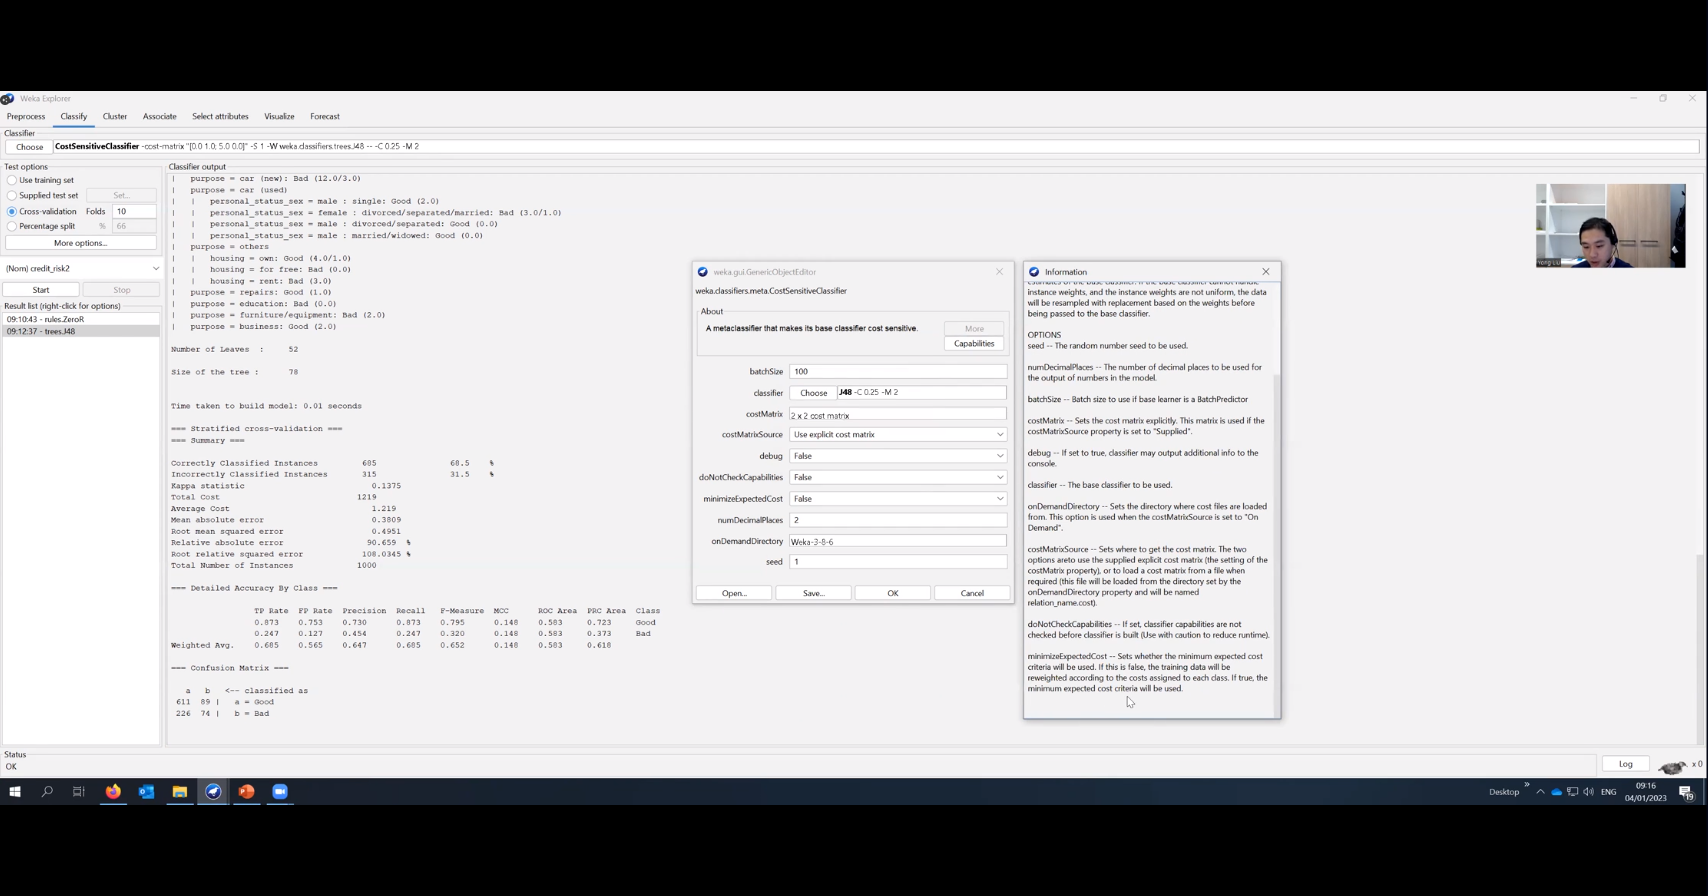 Weka Explorer
Preprocess Classify Cluster Associate Select attributes Visualize Forecast
Classifier
Choose CostSensitiveClassifier -cost-matrix "[0.0 1.0; 5.0 0.0]" -S 1 -W weka.classifiers.trees.J48 -- -C 0.25 -M 2
Test options
Use training set
Supplied test set Set...
Cross-validation Folds 10
Percentage split % 66
More options...
(Nom) credit_risk2
Start Stop
Result list (right-click for options)
09:10:43 - rules.ZeroR
09:12:37 - trees.J48
Classifier output
| purpose = car (new): Bad (12.0/3.0)
| purpose = car (used)
| | personal_status_sex = male : single: Good (2.0)
| | personal_status_sex = female : divorced/separated/married: Bad (3.0/1.0)
| | personal_status_sex = male : divorced/separated: Good (0.0)
| | personal_status_sex = male : married/widowed: Good (0.0)
| purpose = others
| | housing = own: Good (4.0/1.0)
| | housing = for free: Bad (0.0)
| | housing = rent: Bad (3.0)
| purpose = repairs: Good (1.0)
| purpose = education: Bad (0.0)
| purpose = furniture/equipment: Bad (2.0)
| purpose = business: Good (2.0)
Number of Leaves : 52
Size of the tree : 78
Time taken to build model: 0.01 seconds
=== Stratified cross-validation ===
=== Summary ===
Correctly Classified Instances 685 68.5 %
Incorrectly Classified Instances 315 31.5 %
Kappa statistic 0.1375
Total Cost 1219
Average Cost 1.219
Mean absolute error 0.3809
Root mean squared error 0.4951
Relative absolute error 90.659 %
Root relative squared error 108.0345 %
Total Number of Instances 1000
=== Detailed Accuracy By Class ===
TP Rate FP Rate Precision Recall F-Measure MCC ROC Area PRC Area Class
0.873 0.753 0.730 0.873 0.795 0.148 0.583 0.723 Good
0.247 0.127 0.454 0.247 0.320 0.148 0.583 0.373 Bad
Weighted Avg. 0.685 0.565 0.647 0.685 0.652 0.148 0.583 0.618
=== Confusion Matrix ===
a b <-- classified as
611 89 | a = Good
226 74 | b = Bad
weka.gui.GenericObjectEditor
weka.classifiers.meta.CostSensitiveClassifier
About
A metaclassifier that makes its base classifier cost sensitive.
More
Capabilities
batchSize 100
classifier Choose J48 -C 0.25 -M 2
costMatrix 2 x 2 cost matrix
costMatrixSource Use explicit cost matrix
debug False
doNotCheckCapabilities False
minimizeExpectedCost False
numDecimalPlaces 2
onDemandDirectory Weka-3-8-6
seed 1
Open... Save... OK Cancel
Information
estimates of the base classifier. If the base classifier cannot handle
instance weights, and the instance weights are not uniform, the data
will be resampled with replacement based on the weights before
being passed to the base classifier.
OPTIONS
seed -- The random number seed to be used.
numDecimalPlaces -- The number of decimal places to be used for
the output of numbers in the model.
batchSize -- Batch size to use if base learner is a BatchPredictor
costMatrix -- Sets the cost matrix explicitly. This matrix is used if the
costMatrixSource property is set to "Supplied".
debug -- If set to true, classifier may output additional info to the
console.
classifier -- The base classifier to be used.
onDemandDirectory -- Sets the directory where cost files are loaded
from. This option is used when the costMatrixSource is set to "On
Demand".
costMatrixSource -- Sets where to get the cost matrix. The two
options areto use the supplied explicit cost matrix (the setting of the
costMatrix property), or to load a cost matrix from a file when
required (this file will be loaded from the directory set by the
onDemandDirectory property and will be named
relation_name.cost).
doNotCheckCapabilities -- If set, classifier capabilities are not
checked before classifier is built (Use with caution to reduce runtime).
minimizeExpectedCost -- Sets whether the minimum expected cost
criteria will be used. If this is false, the training data will be
reweighted according to the costs assigned to each class. If true, the
minimum expected cost criteria will be used.
Status
OK
Log x 0
Desktop ENG 09:16
04/01/2023
19